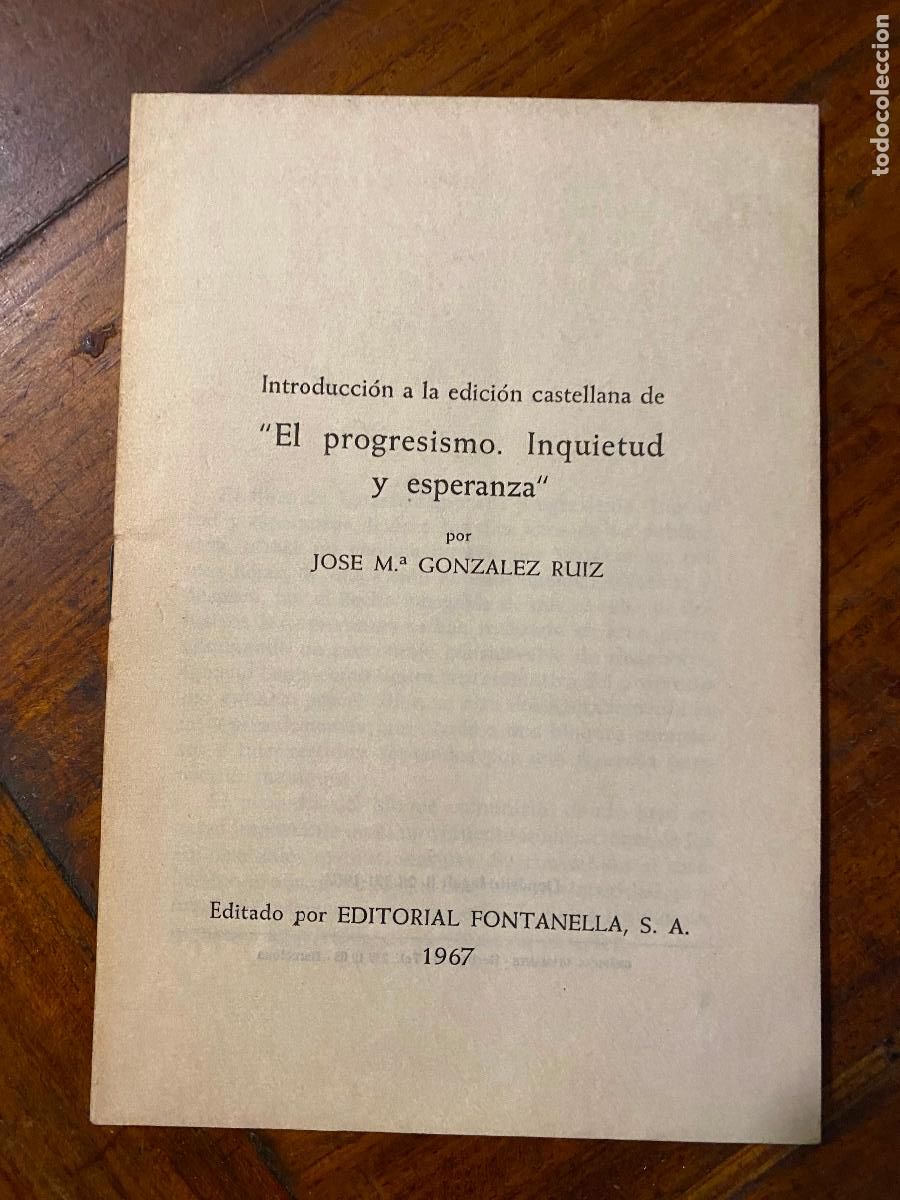 todocoleccion
Introducción a la edición castellana de
"El progresismo. Inquietud
y esperanza"
por
JOSE M.ª GONZALEZ RUIZ
Editado por EDITORIAL FONTANELLA, S. A.
1967